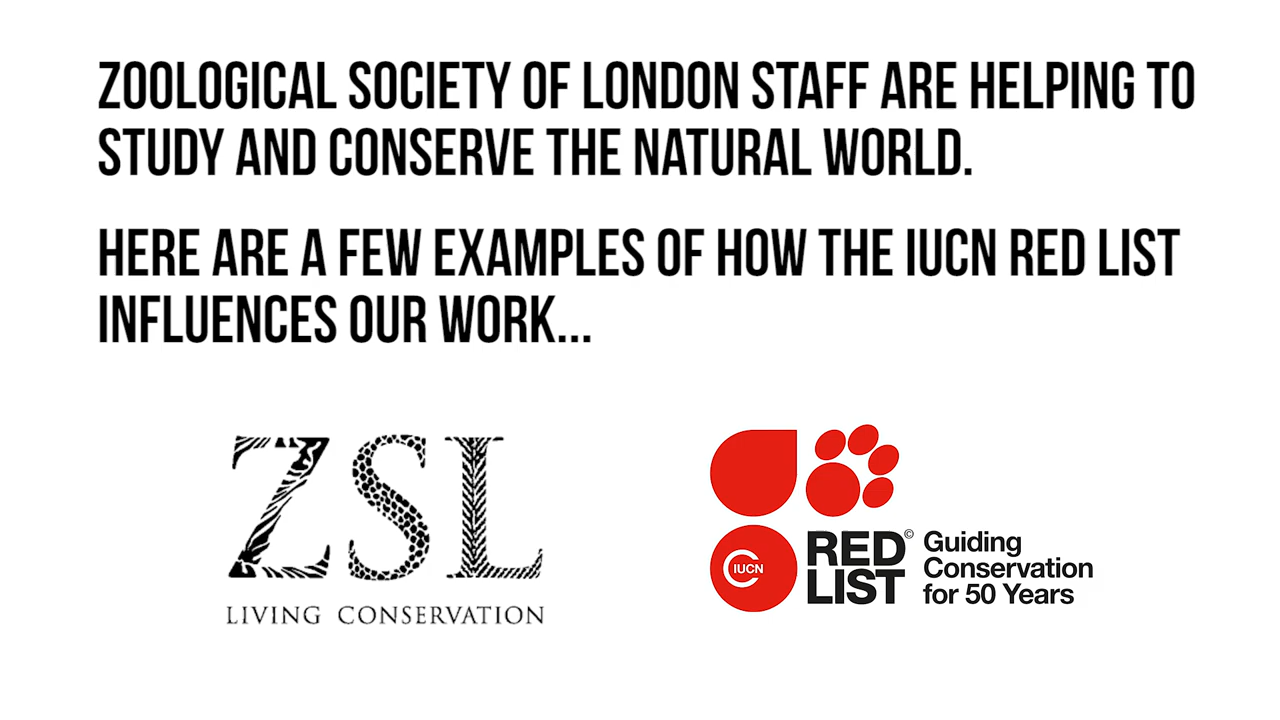 ZOOLOGICAL SOCIETY OF LONDON STAFF ARE HELPING TO
STUDY AND CONSERVE THE NATURAL WORLD.
HERE ARE A FEW EXAMPLES OF HOW THE IUCN RED LIST
INFLUENCES OUR WORK...
ZSL
LIVING CONSERVATION
IUCN
RED©
LIST
Guiding
Conservation
for 50 Years